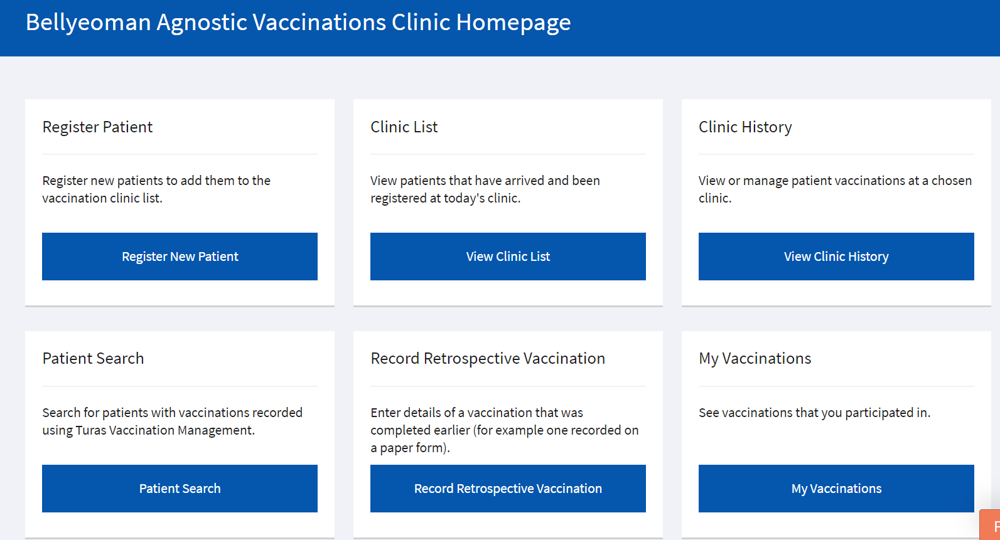 Bellyeoman Agnostic Vaccinations Clinic Homepage
Register Patient
Register new patients to add them to the
vaccination clinic list.
Register New Patient
Clinic List
View patients that have arrived and been
registered at today's clinic.
View Clinic List
Clinic History
View or manage patient vaccinations at a chosen
clinic.
View Clinic History
Patient Search
Search for patients with vaccinations recorded
using Turas Vaccination Management.
Patient Search
Record Retrospective Vaccination
Enter details of a vaccination that was
completed earlier (for example one recorded on
a paper form).
Record Retrospective Vaccination
My Vaccinations
See vaccinations that you participated in.
My Vaccinations